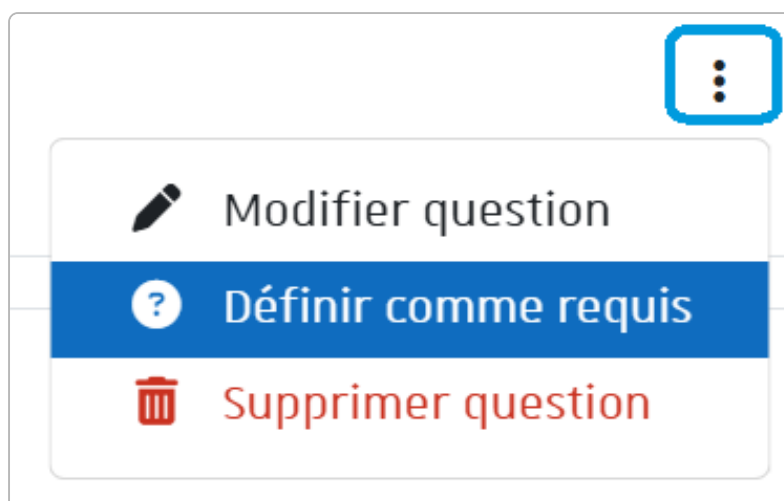 Modifier question
Définir comme requis
Supprimer question